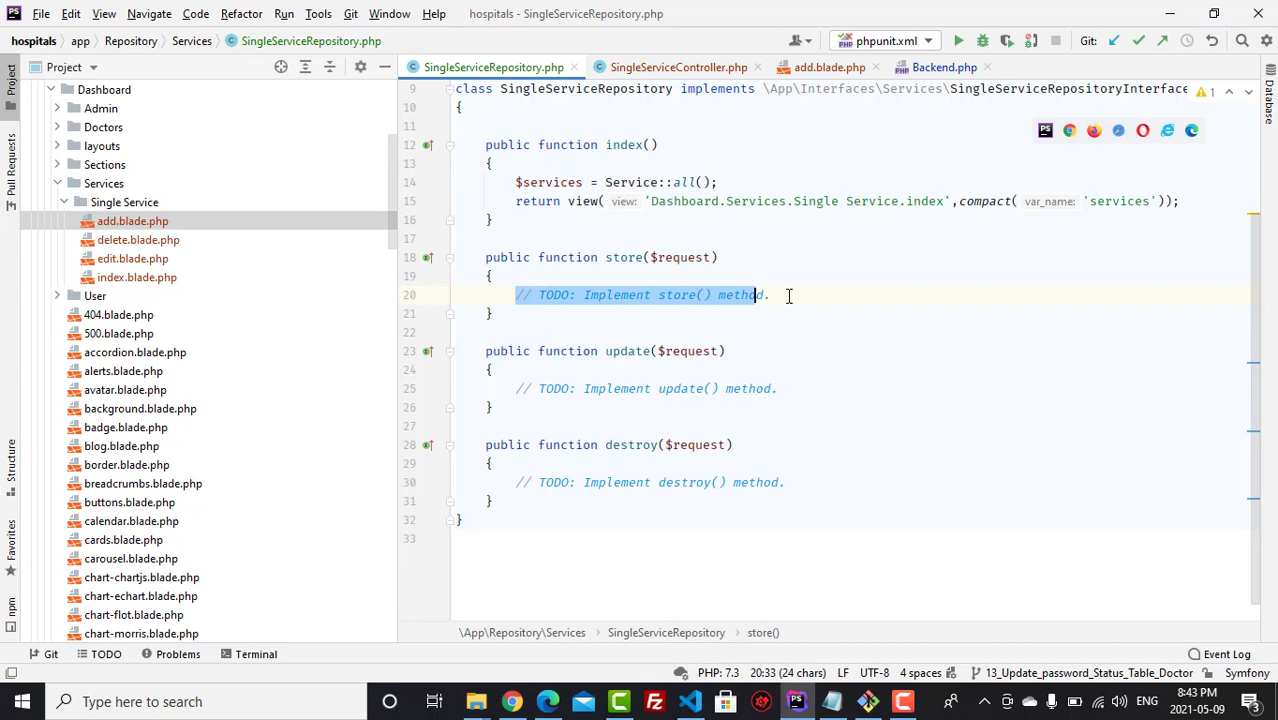 File Edit View Navigate Code Refactor Run Tools Git Window Help hospitals - SingleServiceRepository.php
hospitals app Repository Services SingleServiceRepository.php phpunit.xml Git:
Project SingleServiceRepository.php SingleServiceController.php add.blade.php Backend.php
Project
Pull Requests
Structure
Favorites
npm
Dashboard
Admin
Doctors
layouts
Sections
Services
Single Service
add.blade.php
delete.blade.php
edit.blade.php
index.blade.php
User
404.blade.php
500.blade.php
accordion.blade.php
alerts.blade.php
avatar.blade.php
background.blade.php
badge.blade.php
blog.blade.php
border.blade.php
breadcrumbs.blade.php
buttons.blade.php
calendar.blade.php
cards.blade.php
carousel.blade.php
chart-chartjs.blade.php
chart-echart.blade.php
chart-flot.blade.php
chart-morris.blade.php
9 class SingleServiceRepository implements \App\Interfaces\Services\SingleServiceRepositoryInterface
10 {
11
12 public function index()
13 {
14 $services = Service::all();
15 return view( view: 'Dashboard.Services.Single Service.index',compact( var_name: 'services'));
16 }
17
18 public function store($request)
19 {
20 // TODO: Implement store() method.
21 }
22
23 public function update($request)
24 {
25 // TODO: Implement update() method.
26 }
27
28 public function destroy($request)
29 {
30 // TODO: Implement destroy() method.
31 }
32 }
33
1
Database
\App\Repository\Services SingleServiceRepository store()
Git TODO Problems Terminal Event Log
PHP: 7.3 20:33 (24 chars) LF UTF-8 4 spaces 13_Update_password_Status_Table_Doctor Symfony
Type here to search ENG 8:43 PM
2021-05-09 3